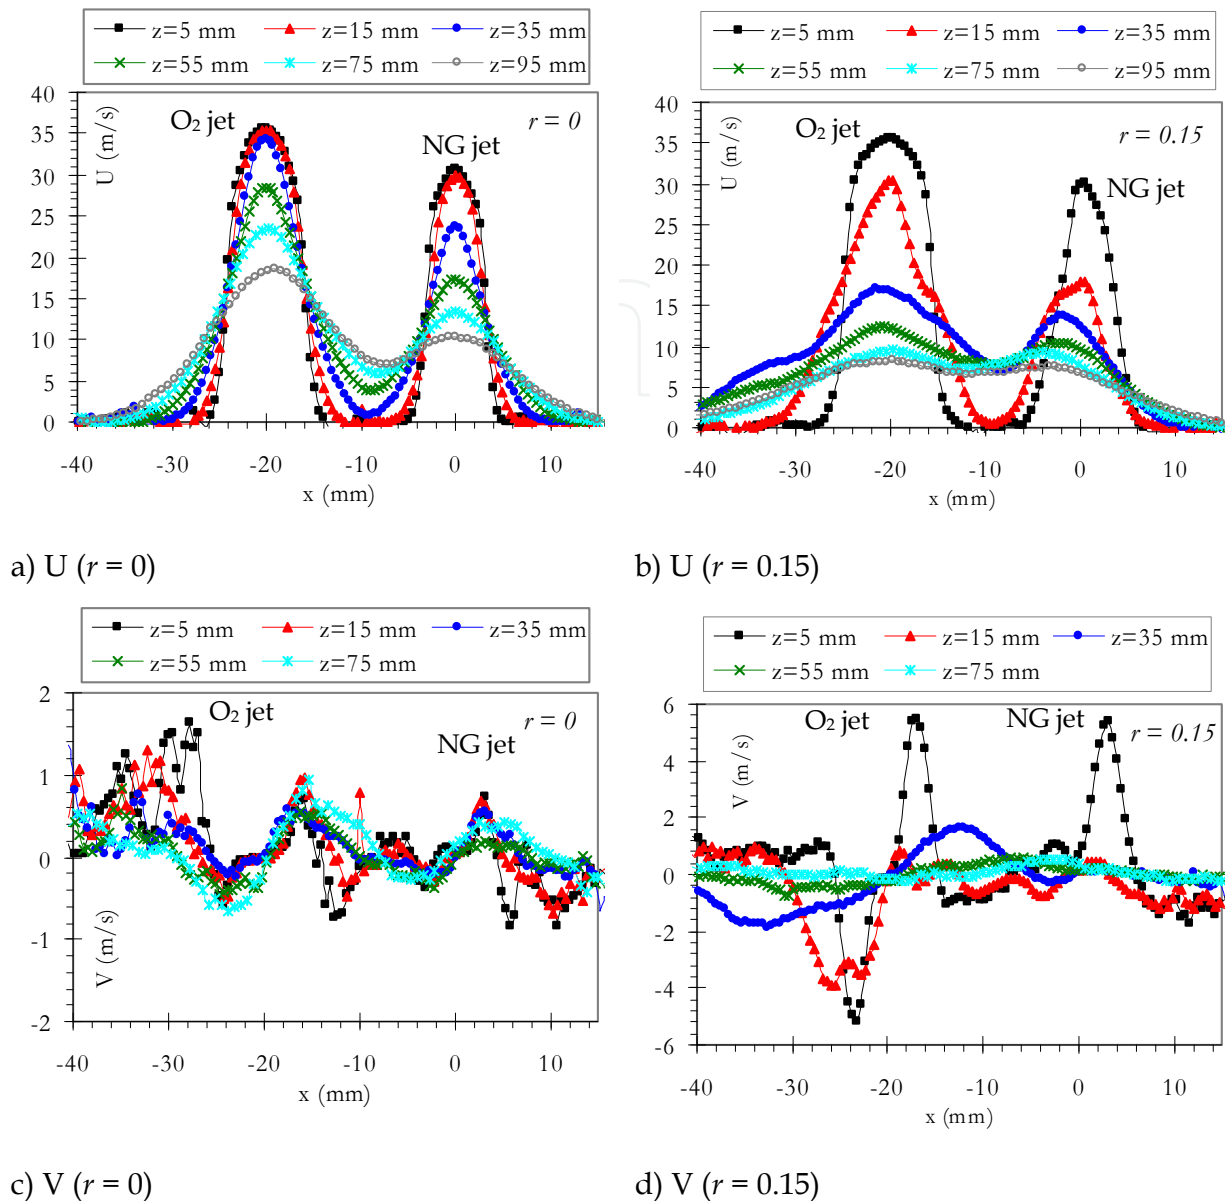 z=5 mm z=15 mm z=35 mm
z=55 mm z=75 mm z=95 mm
40
35
30
25
20
15
10
5
0
U (m/s)
O₂ jet
NG jet
r = 0
-40 -30 -20 -10 0 10
x (mm)
a) U (r = 0)
z=5 mm z=15 mm z=35 mm
z=55 mm z=75 mm z=95 mm
40
35
30
25
20
15
10
5
0
U (m/s)
O₂ jet
NG jet
r = 0.15
-40 -30 -20 -10 0 10
x (mm)
b) U (r = 0.15)
z=5 mm z=15 mm z=35 mm
z=55 mm z=75 mm
2
1
0
-1
-2
V (m/s)
O₂ jet
NG jet
r = 0
-40 -30 -20 -10 0 10
x (mm)
c) V (r = 0)
z=5 mm z=15 mm z=35 mm
z=55 mm z=75 mm
6
4
2
0
-2
-4
-6
V (m/s)
O₂ jet
NG jet
r = 0.15
-40 -30 -20 -10 0 10
x (mm)
d) V (r = 0.15)